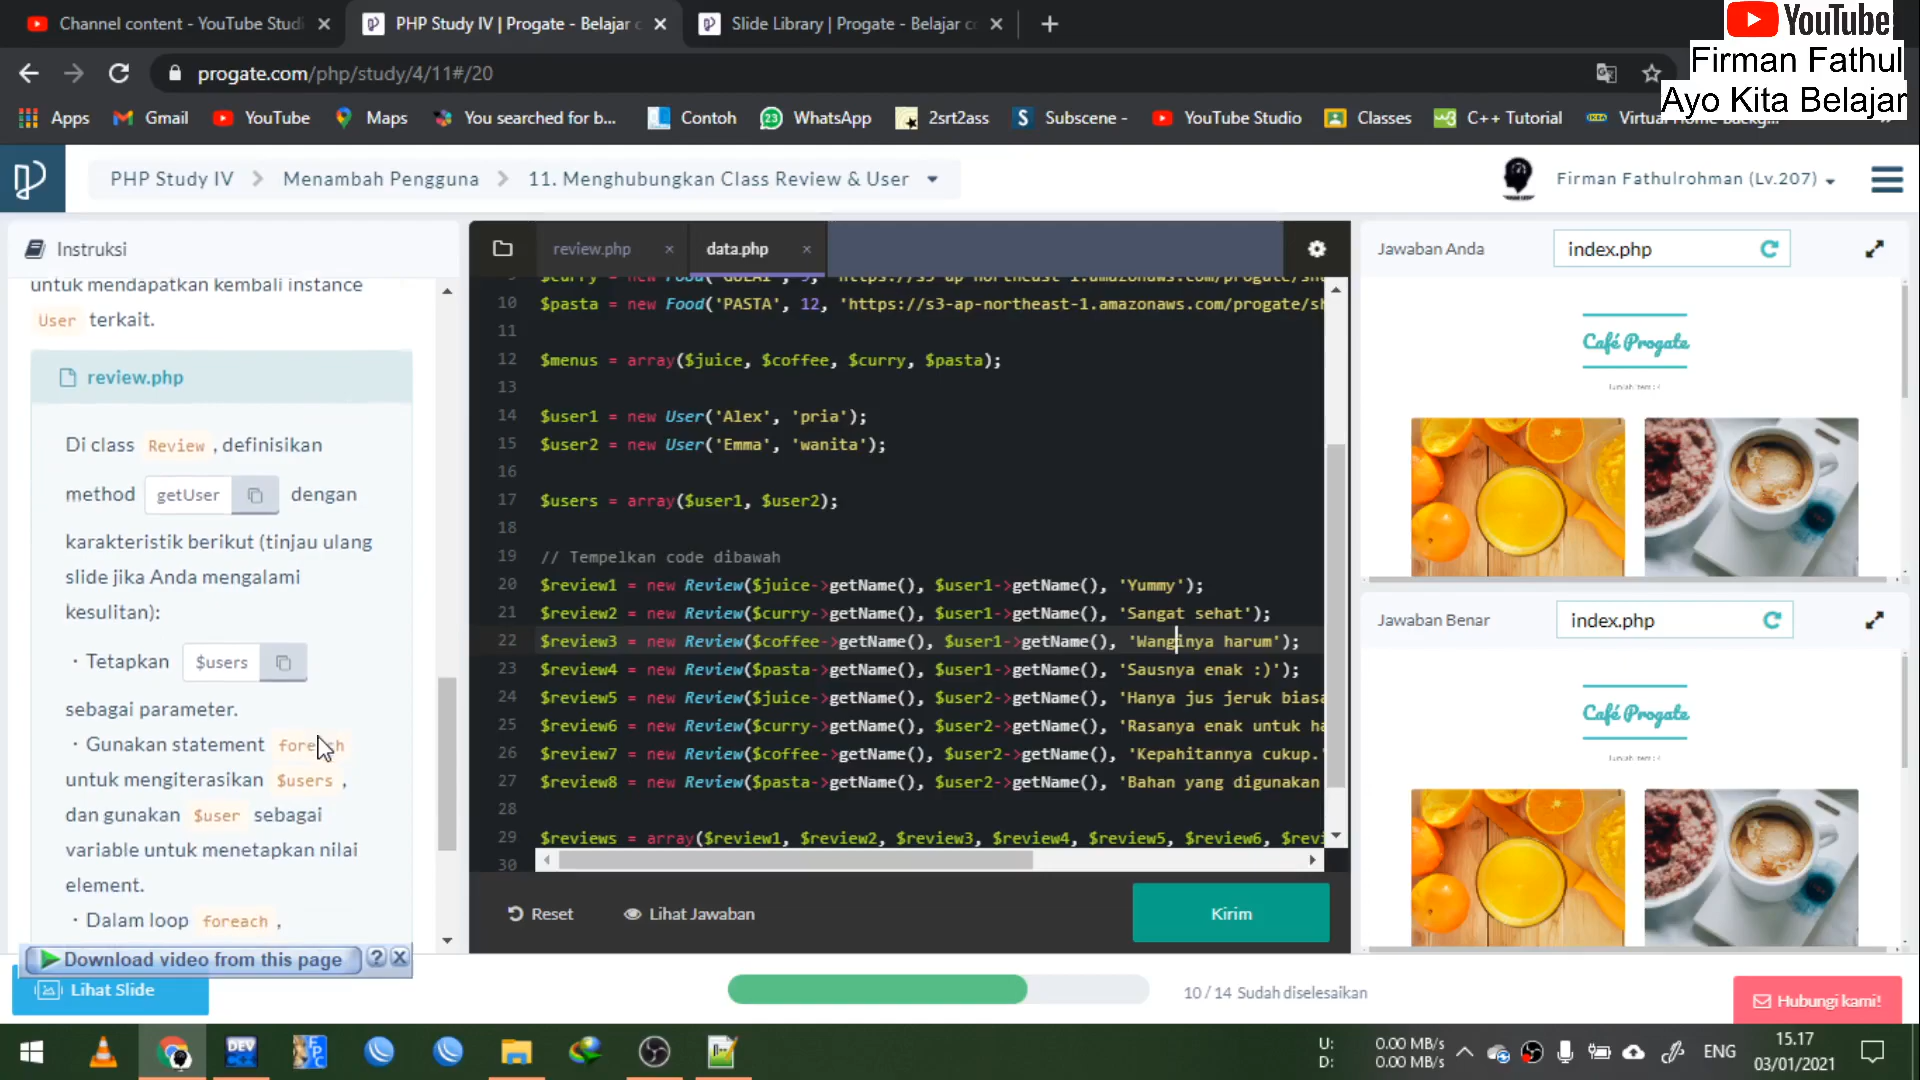 Channel content - YouTube Studi
PHP Study IV | Progate - Belajar c
Slide Library | Progate - Belajar co
YouTube
Firman Fathul
Ayo Kita Belajar
progate.com/php/study/4/11#/20
Apps
Gmail
YouTube
Maps
You searched for b...
Contoh
23
WhatsApp
2srt2ass
S
Subscene -
YouTube Studio
Classes
C++ Tutorial
PHP Study IV > Menambah Pengguna > 11. Menghubungkan Class Review & User
Firman Fathulrohman (Lv.207)
Instruksi
untuk mendapatkan kembali instance
User terkait.
review.php
Di class Review , definisikan
method getUser dengan
karakteristik berikut (tinjau ulang
slide jika Anda mengalami
kesulitan):
・Tetapkan $users
sebagai parameter.
・Gunakan statement foreach
untuk mengiterasikan $users ,
dan gunakan $user sebagai
variable untuk menetapkan nilai
element.
・Dalam loop foreach ,
Download video from this page
?
Lihat Slide
review.php
data.php
10 $pasta = new Food('PASTA', 12, 'https://s3-ap-northeast-1.amazonaws.com/progate/sh
11
12 $menus = array($juice, $coffee, $curry, $pasta);
13
14 $user1 = new User('Alex', 'pria');
15 $user2 = new User('Emma', 'wanita');
16
17 $users = array($user1, $user2);
18
19 // Tempelkan code dibawah
20 $review1 = new Review($juice->getName(), $user1->getName(), 'Yummy');
21 $review2 = new Review($curry->getName(), $user1->getName(), 'Sangat sehat');
22 $review3 = new Review($coffee->getName(), $user1->getName(), 'Wanginya harum');
23 $review4 = new Review($pasta->getName(), $user1->getName(), 'Sausnya enak :)');
24 $review5 = new Review($juice->getName(), $user2->getName(), 'Hanya jus jeruk biasa
25 $review6 = new Review($curry->getName(), $user2->getName(), 'Rasanya enak untuk ha
26 $review7 = new Review($coffee->getName(), $user2->getName(), 'Kepahitannya cukup.'
27 $review8 = new Review($pasta->getName(), $user2->getName(), 'Bahan yang digunakan
28
29 $reviews = array($review1, $review2, $review3, $review4, $review5, $review6, $revi
30
Reset
Lihat Jawaban
Kirim
Jawaban Anda
index.php
Café Progate
Jawaban Benar
index.php
Café Progate
10 / 14 Sudah diselesaikan
Hubungi kami!
DEV
U: 0.00 MB/s
D: 0.00 MB/s
ENG
15.17
03/01/2021